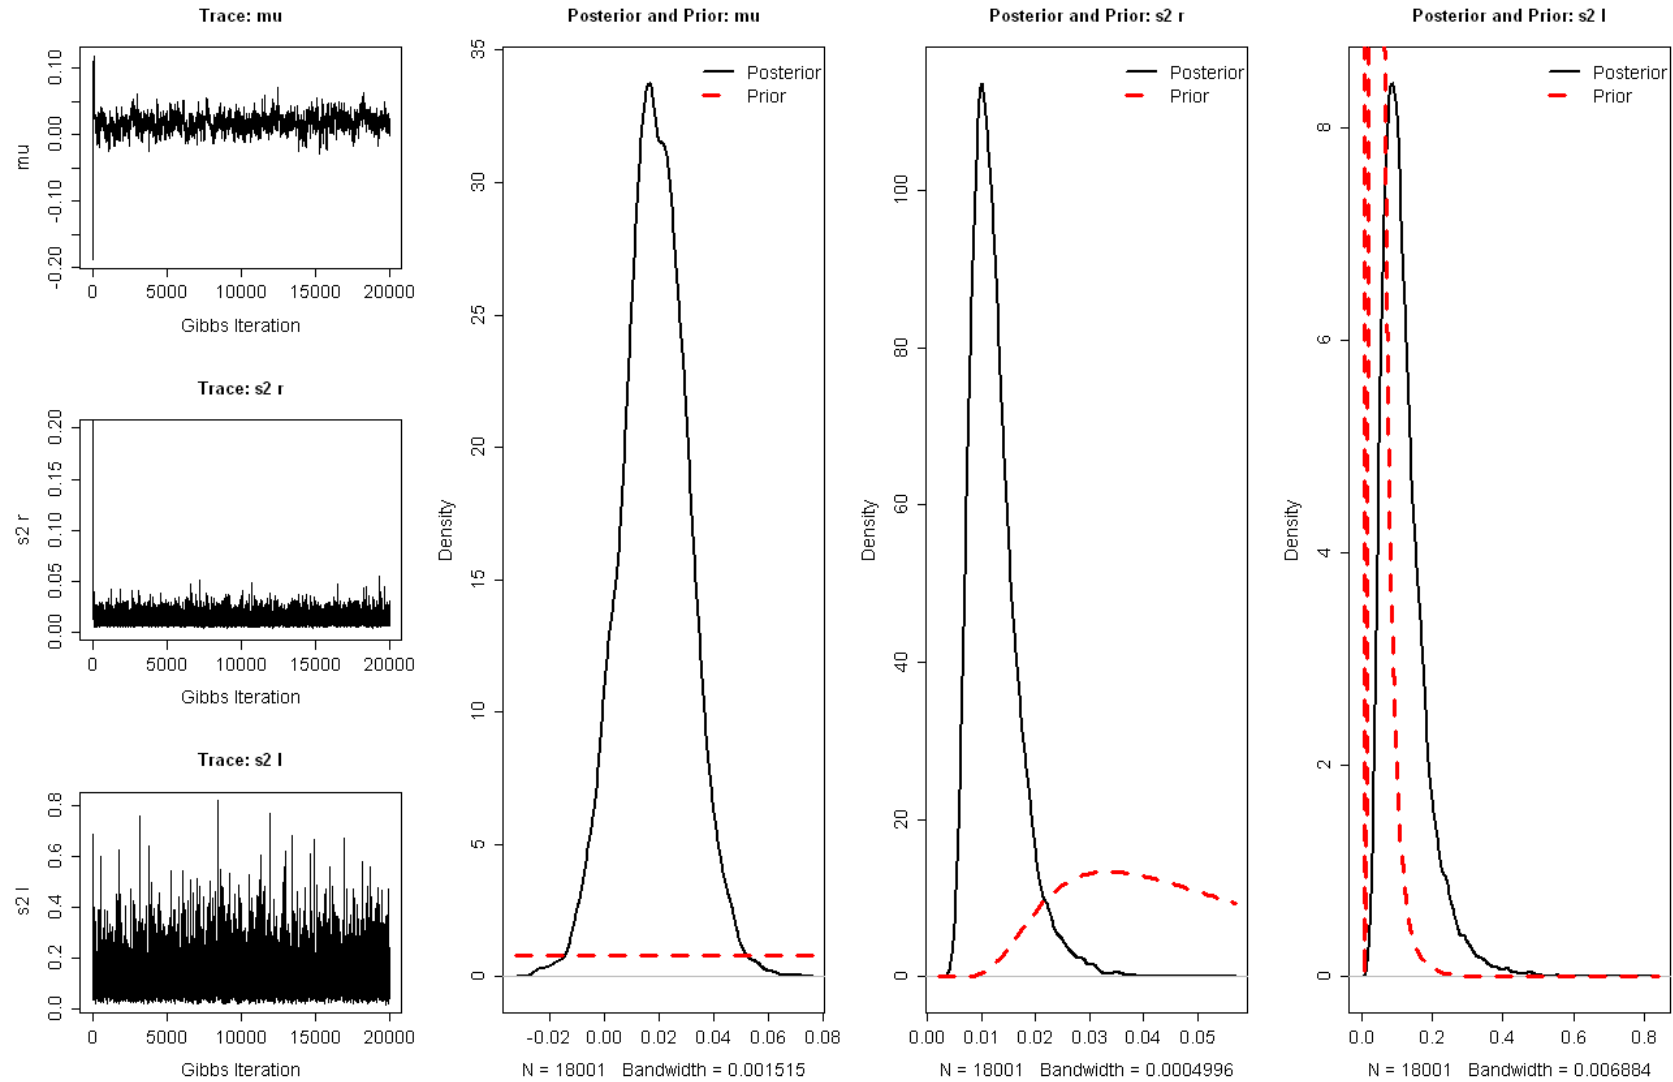 Trace: mu
mu
-0.20 -0.10 0.00 0.10
0 5000 10000 15000 20000
Gibbs Iteration
Trace: s2 r
s2 r
0.00 0.05 0.10 0.15 0.20
0 5000 10000 15000 20000
Gibbs Iteration
Trace: s2 l
s2 l
0.0 0.2 0.4 0.6 0.8
0 5000 10000 15000 20000
Gibbs Iteration
Posterior and Prior: mu
Posterior
Prior
Density
0 5 10 15 20 25 30 35
-0.02 0.00 0.02 0.04 0.06 0.08
N = 18001 Bandwidth = 0.001515
Posterior and Prior: s2 r
Posterior
Prior
Density
0 20 40 60 80 100
0.00 0.01 0.02 0.03 0.04 0.05
N = 18001 Bandwidth = 0.0004996
Posterior and Prior: s2 l
Posterior
Prior
Density
0 2 4 6 8
0.0 0.2 0.4 0.6 0.8
N = 18001 Bandwidth = 0.006884